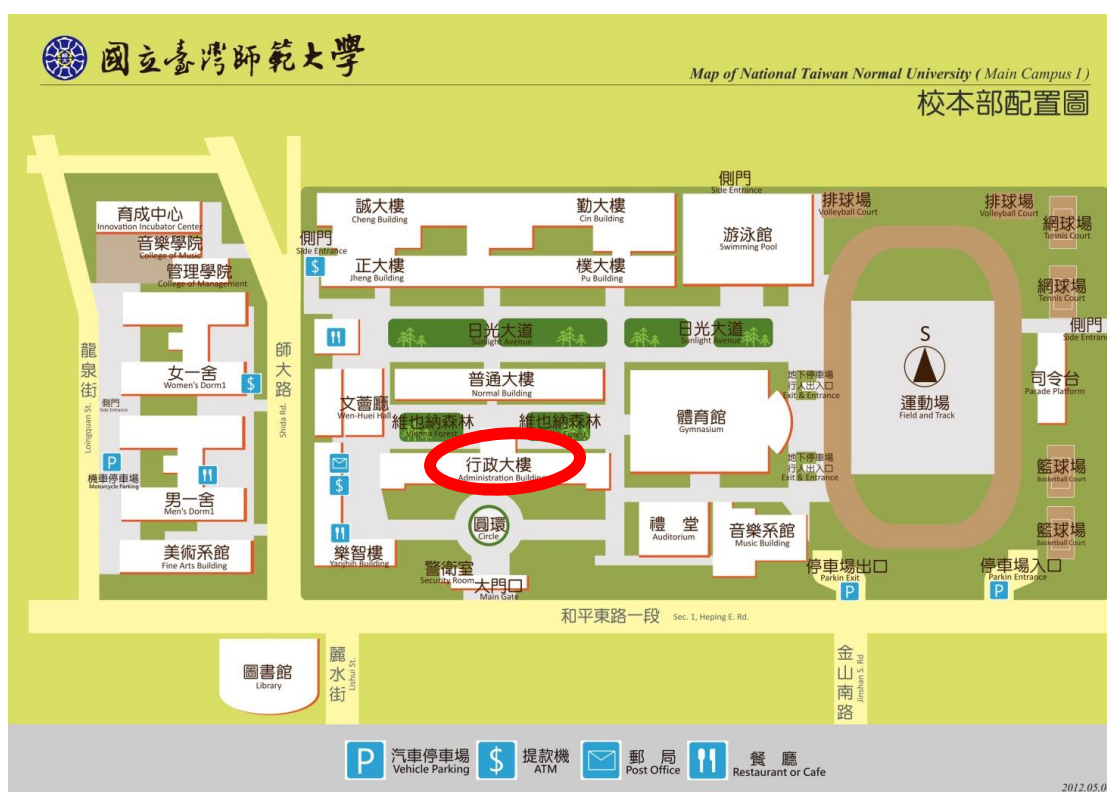 國立臺灣師範大學
Map of National Taiwan Normal University ( Main Campus I )
校本部配置圖
側門
Side Entrance
育成中心
Innovation Incubator Center
音樂學院
College of Music
管理學院
College of Management
側門
Side Entrance
$
誠大樓
Cheng Building
勤大樓
Cin Building
正大樓
Jheng Building
樸大樓
Pu Building
游泳館
Swimming Pool
排球場
Volleyball Court
排球場
Volleyball Court
網球場
Tennis Court
網球場
Tennis Court
側門
Side Entran
日光大道
Sunlight Avenue
日光大道
Sunlight Avenue
龍泉街
Loingquan St.
師大路
Shida Rd.
女一舍
Women's Dorm1
$
側門
Side Entrance
P
機車停車場
Motorcycle Parking
男一舍
Men's Dorm1
美術系館
Fine Arts Building
文薈廳
Wen-Huei Hall
普通大樓
Normal Building
維也納森林
Vienna Forest
維也納森林
Forest
行政大樓
Administration Building
$
體育館
Gymnasium
地下停車場
行人出入口
Exit & Entrance
地下停車場
行人出入口
Exit & Entrance
S
運動場
Field and Track
司令台
Parade Platform
籃球場
Basketball Court
籃球場
Basketball Court
圓環
Circle
樂智樓
Yaojhih Building
警衛室
Security Room
大門口
Main Gate
禮 堂
Auditorium
音樂系館
Music Building
停車場出口
Parkin Exit
P
停車場入口
Parkin Entrance
P
和平東路一段 Sec. 1, Heping E. Rd.
圖書館
Library
麗水街
Lishui St.
金山南路
Jinshan S. Rd
P 汽車停車場
Vehicle Parking
$ 提款機
ATM
郵 局
Post Office
餐 廳
Restaurant or Cafe
2012.05.0